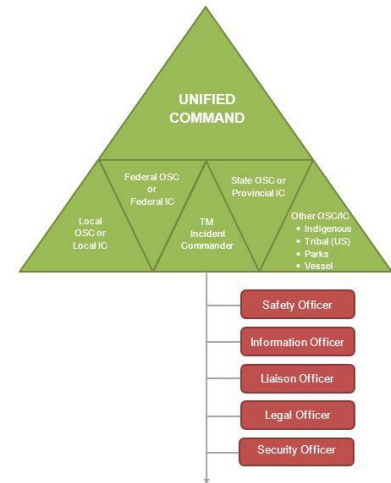 UNIFIED
COMMAND
Federal OSC
or
Federal IC
State OSC or
Provincial IC
Local
OSC or
Local IC
TM
Incident
Commander
Other OSC/IC
• Indigenous
• Tribal (US)
• Parks
• Vessel
Safety Officer
Information Officer
Liaison Officer
Legal Officer
Security Officer